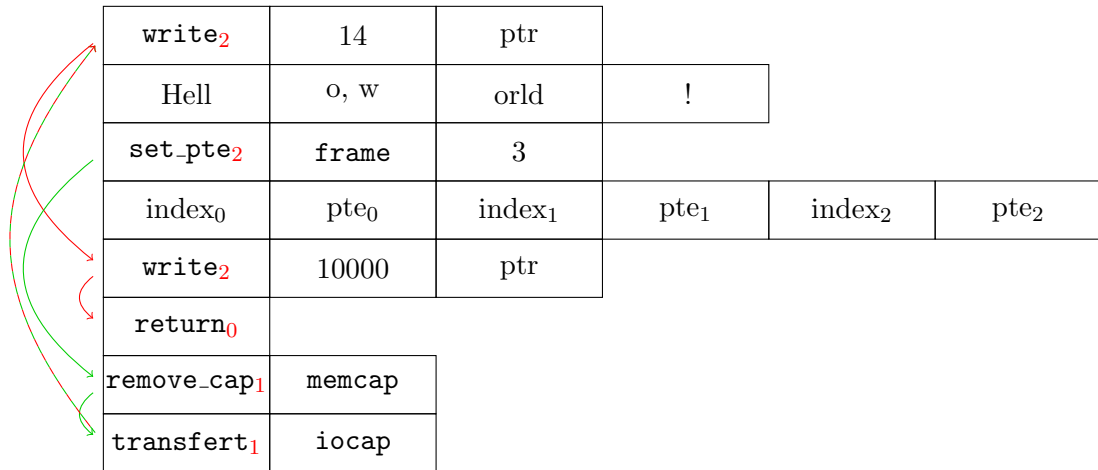 write₂ 14 ptr
Hell o, w orld !
set_pte₂ frame 3
index₀ pte₀ index₁ pte₁ index₂ pte₂
write₂ 10000 ptr
return₀
remove_cap₁ memcap
transfert₁ iocap